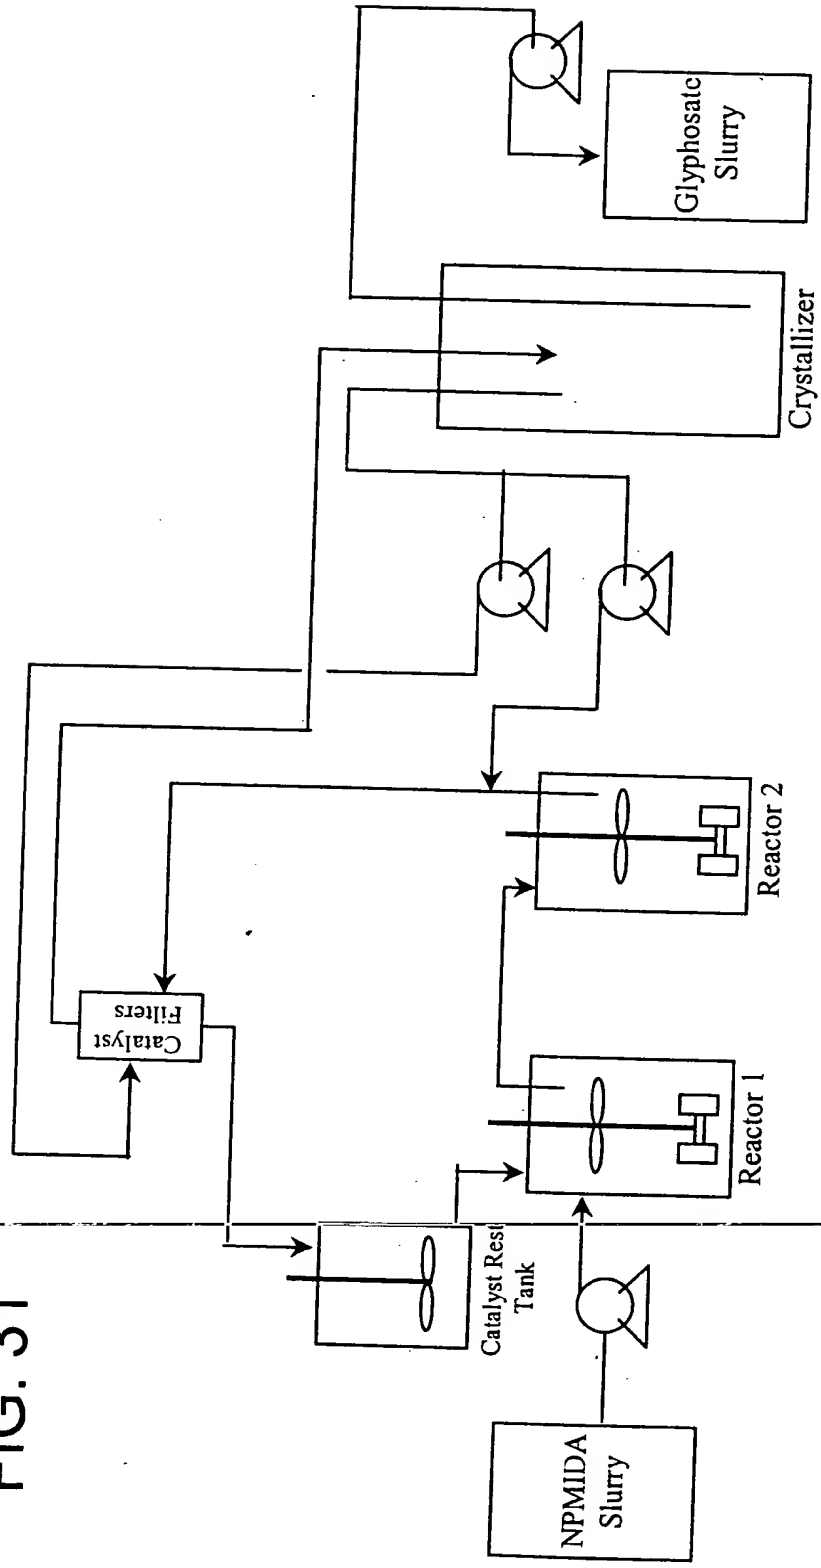 FIG. 31
NPMIDA
Slurry
Catalyst Rest
Tank
Reactor 1
Catalyst
Filters
Reactor 2
Crystallizer
Glyphosate
Slurry